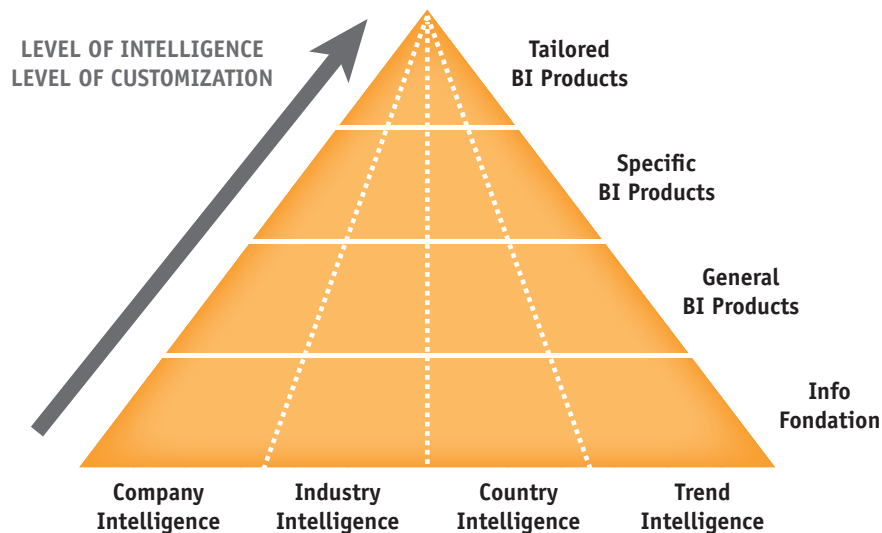 LEVEL OF INTELLIGENCE
LEVEL OF CUSTOMIZATION
Tailored
BI Products
Specific
BI Products
General
BI Products
Info
Fondation
Company
Intelligence
Industry
Intelligence
Country
Intelligence
Trend
Intelligence